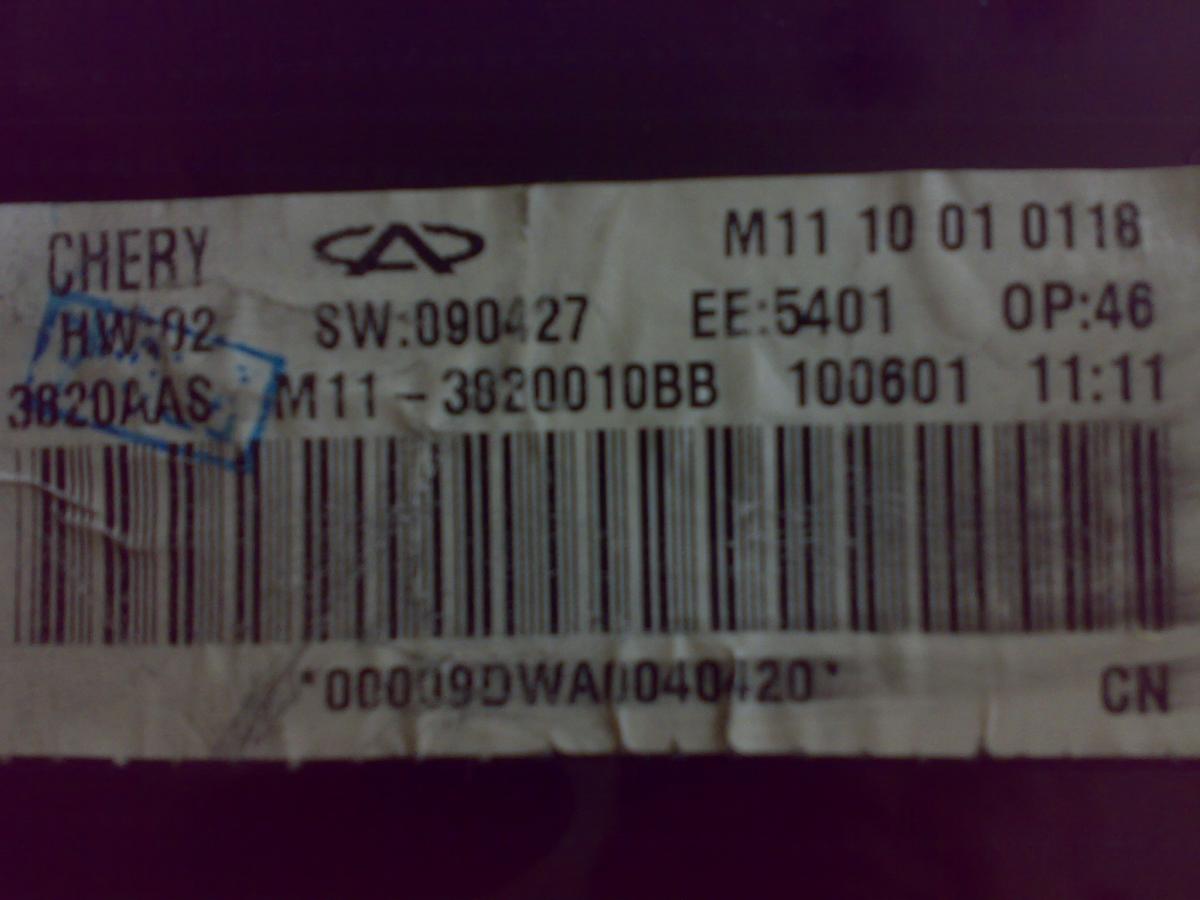 CHERY M11 10 01 0118
HW:02 SW:090427 EE:5401 OP:46
3820AAS M11-3820010BB 100601 11:11
*00009DWA0040420* CN